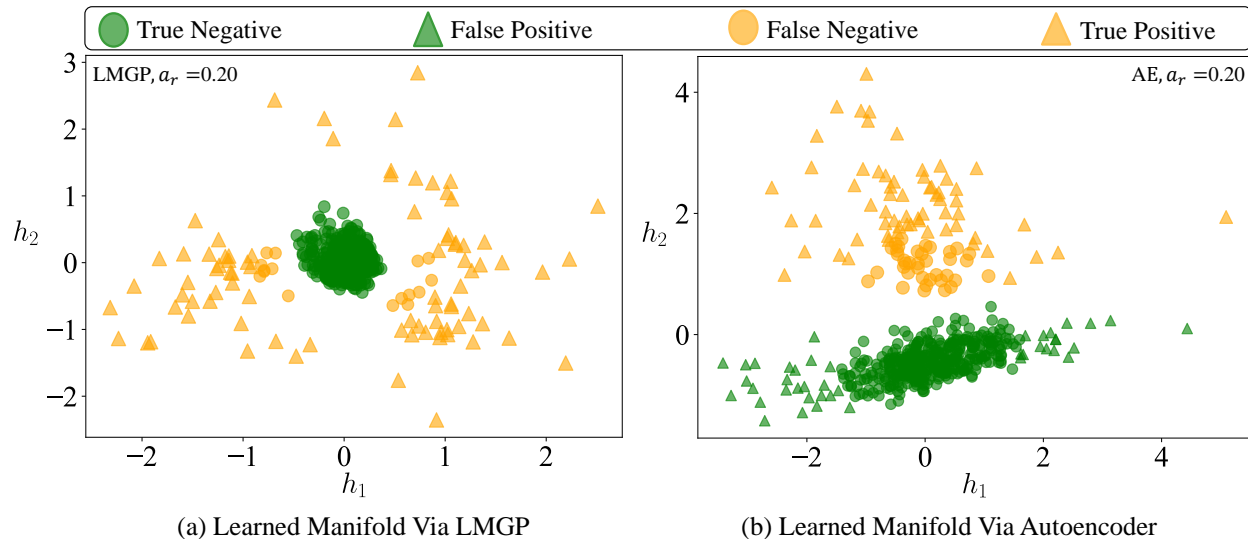 True Negative False Positive False Negative True Positive
LMGP, a_r =0.20
3
2
1
0
−1
−2
h_2
−2 −1 0 1 2
h_1
(a) Learned Manifold Via LMGP
AE, a_r =0.20
4
2
0
h_2
−2 0 2 4
h_1
(b) Learned Manifold Via Autoencoder